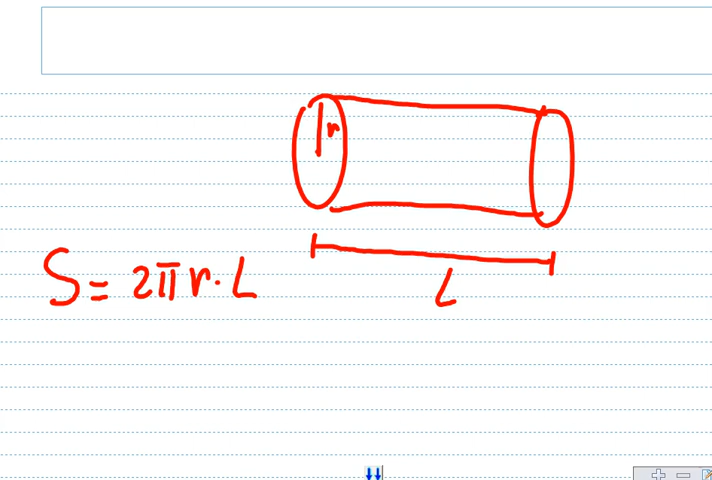 r
S = 2π r · L
L